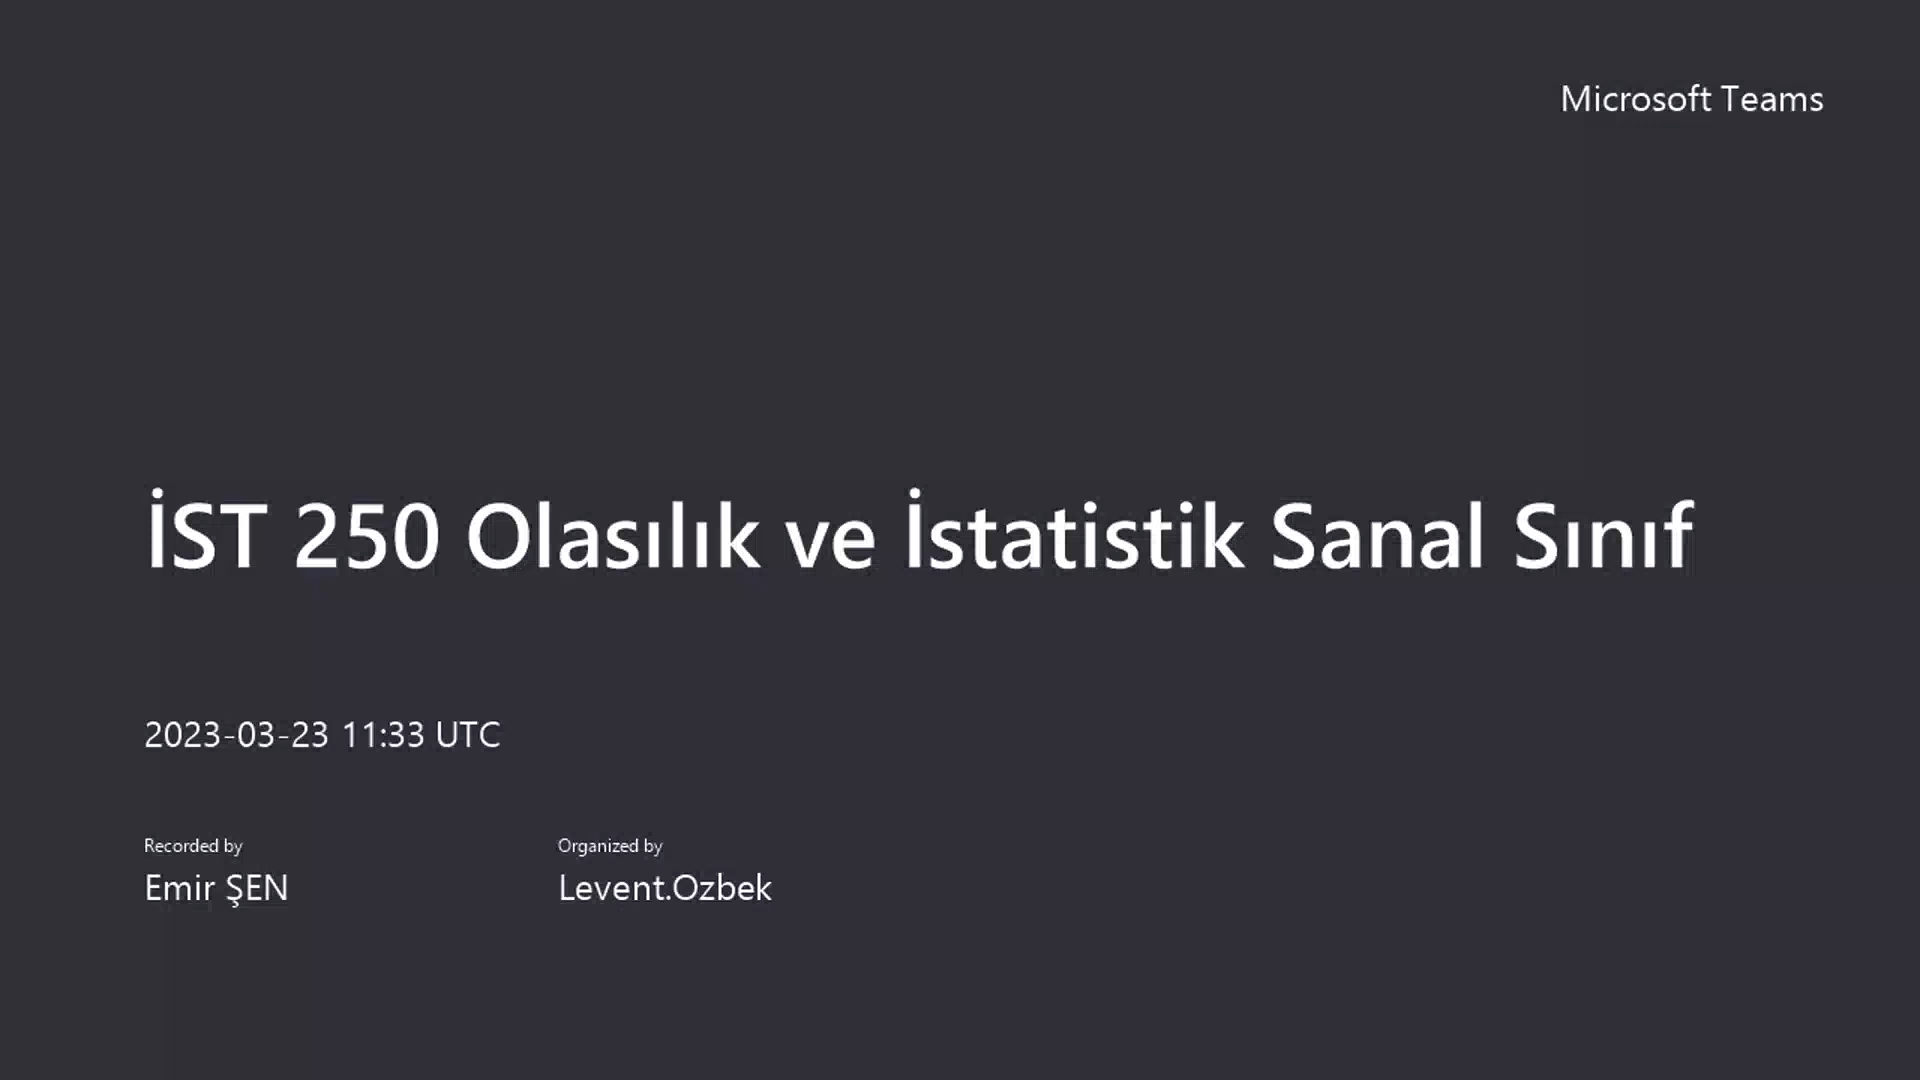 Microsoft Teams
İST 250 Olasılık ve İstatistik Sanal Sınıf
2023-03-23 11:33 UTC
Recorded by
Emir ŞEN
Organized by
Levent.Ozbek